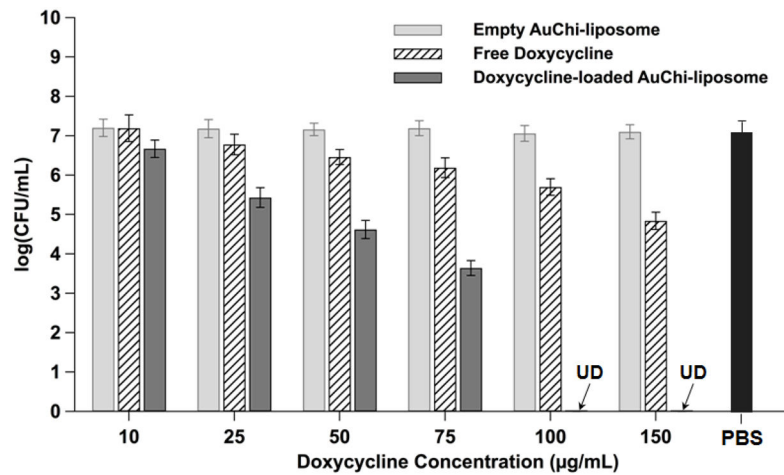 10
9
8
7
6
5
4
3
2
1
0
log(CFU/mL)
Empty AuChi-liposome
Free Doxycycline
Doxycycline-loaded AuChi-liposome
UD
UD
10 25 50 75 100 150 PBS
Doxycycline Concentration (µg/mL)